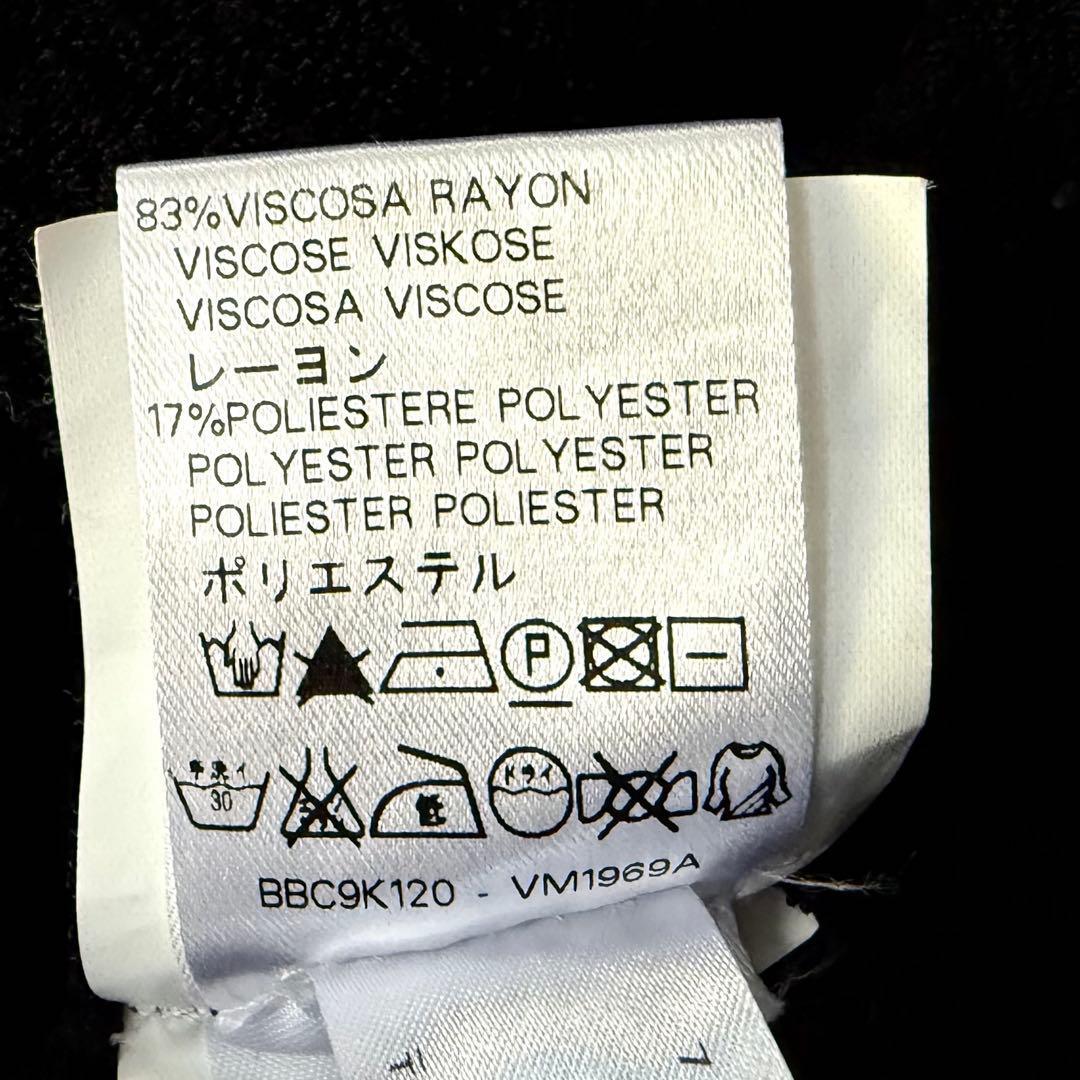 83%VISCOSA RAYON
VISCOSE VISKOSE
VISCOSA VISCOSE
レーヨン
17%POLIESTERE POLYESTER
POLYESTER POLYESTER
POLIESTER POLIESTER
ポリエステル
P
手洗イ
30
低
ドライ
BBC9K120 - VM1969A